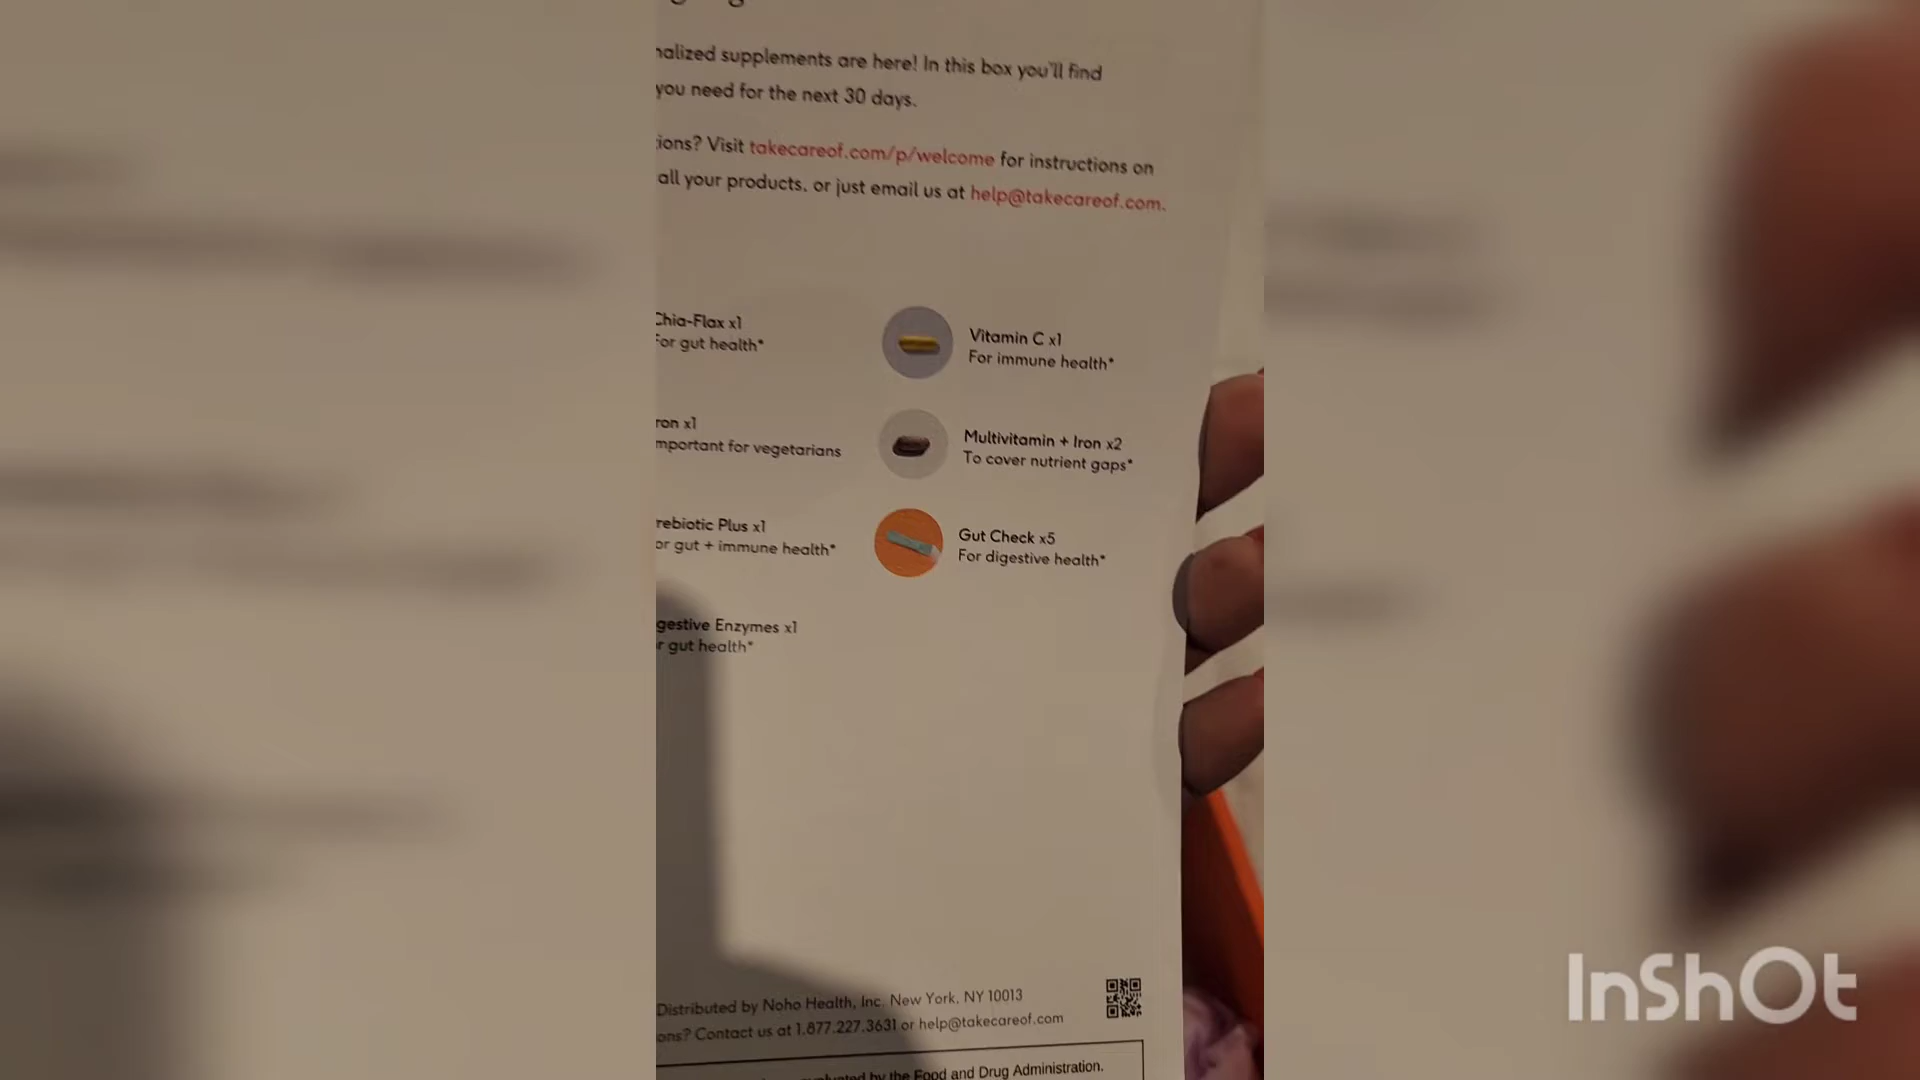 nalized supplements are here! In this box you'll find
you need for the next 30 days.
ions? Visit takecareof.com/p/welcome for instructions on
all your products, or just email us at help@takecareof.com.
Chia-Flax x1
For gut health*
Vitamin C x1
For immune health*
ron x1
mportant for vegetarians
Multivitamin + Iron x2
To cover nutrient gaps*
rebiotic Plus x1
or gut + immune health*
Gut Check x5
For digestive health*
gestive Enzymes x1
r gut health*
Distributed by Noho Health, Inc. New York, NY 10013
ons? Contact us at 1.877.227.3631 or help@takecareof.com
evaluated by the Food and Drug Administration.
InShOt